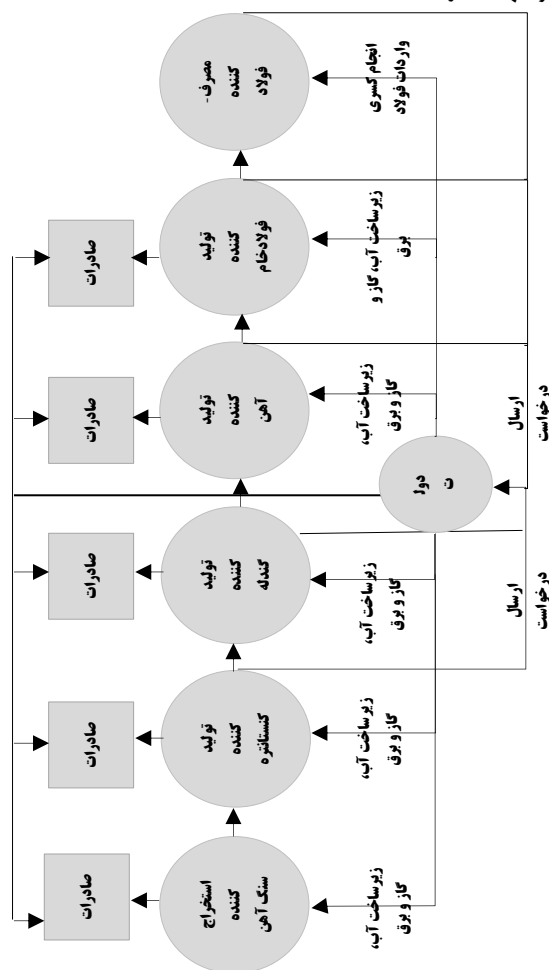 مصرف-
کننده
فولاد
واردات فولاد
انجام کسری
صادرات
تولید
کننده
فولادخام
زیرساخت آب، گاز و
برق
صادرات
تولید
کننده
آهن
زیرساخت آب،
گاز و برق
ارسال
درخواست
دولـ
ت
صادرات
تولید
کننده
گندله
زیرساخت آب،
گاز و برق
ارسال
درخواست
صادرات
تولید
کننده
کنستانتره
زیرساخت آب،
گاز و برق
صادرات
استخراج
کننده
سنگ آهن
زیرساخت آب،
گاز و برق